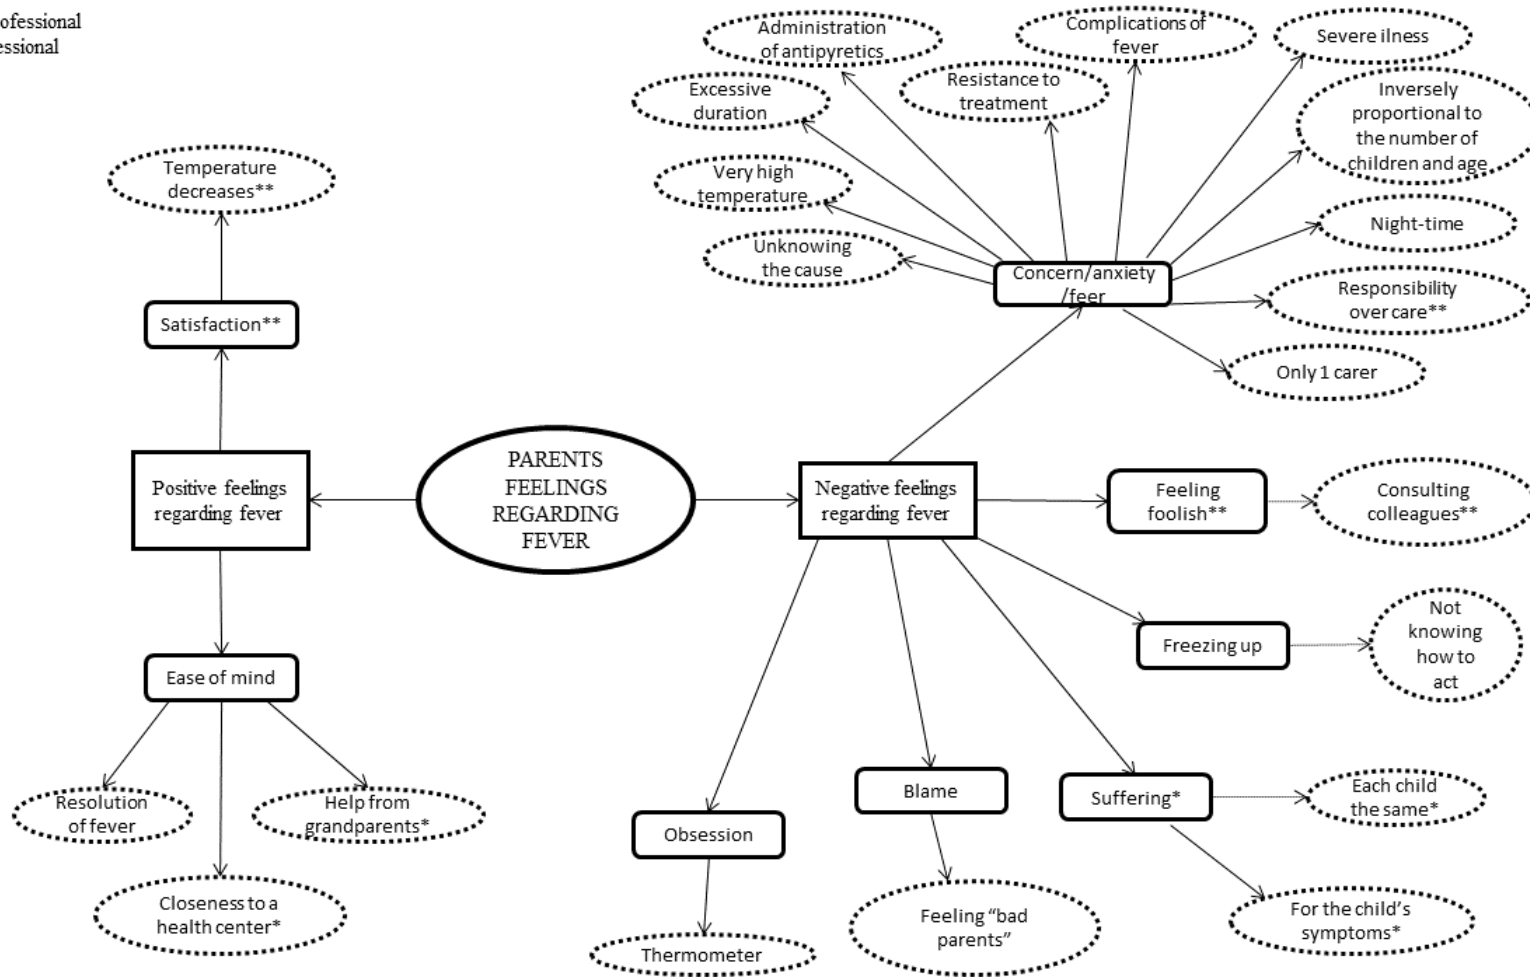 ofessional
essional
Administration
of antipyretics
Complications of
fever
Severe ilness
Excessive
duration
Resistance to
treatment
Inversely
proportional to
the number of
children and age
Temperature
decreases**
Very high
temperature
Night-time
Unknowing
the cause
Concern/anxiety
/feer
Responsibility
over care**
Satisfaction**
Only 1 carer
Positive feelings
regarding fever
PARENTS
FEELINGS
REGARDING
FEVER
Negative feelings
regarding fever
Feeling
foolish**
Consulting
colleagues**
Freezing up
Not
knowing
how to
act
Ease of mind
Resolution
of fever
Help from
grandparents*
Closeness to a
health center*
Obsession
Blame
Suffering*
Each child
the same*
Thermometer
Feeling “bad
parents”
For the child’s
symptoms*